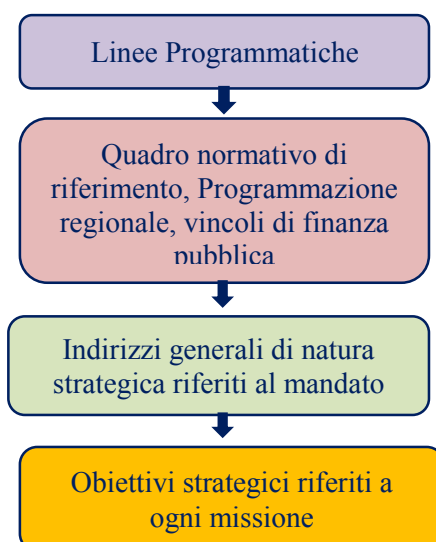 Linee Programmatiche
Quadro normativo di
riferimento, Programmazione
regionale, vincoli di finanza
pubblica
Indirizzi generali di natura
strategica riferiti al mandato
Obiettivi strategici riferiti a
ogni missione